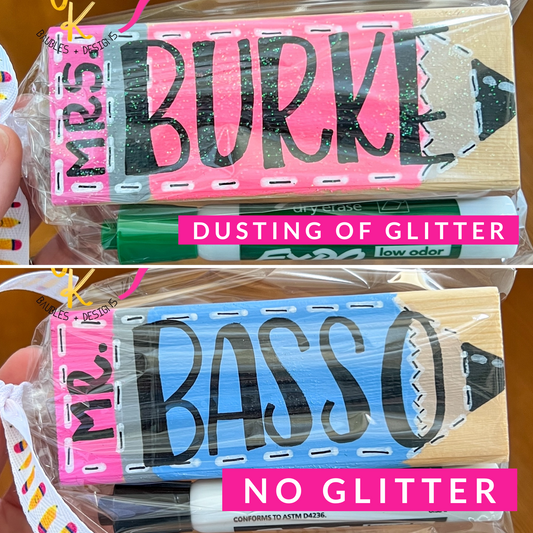 K
BAUBLES + DESIGNS
MRS.
BURKE
dry erase
EXPO
low odor
DUSTING OF GLITTER
K
BAUBLES + DESIGNS
MR.
BASSO
CONFORMS TO ASTM D4236.
NO GLITTER